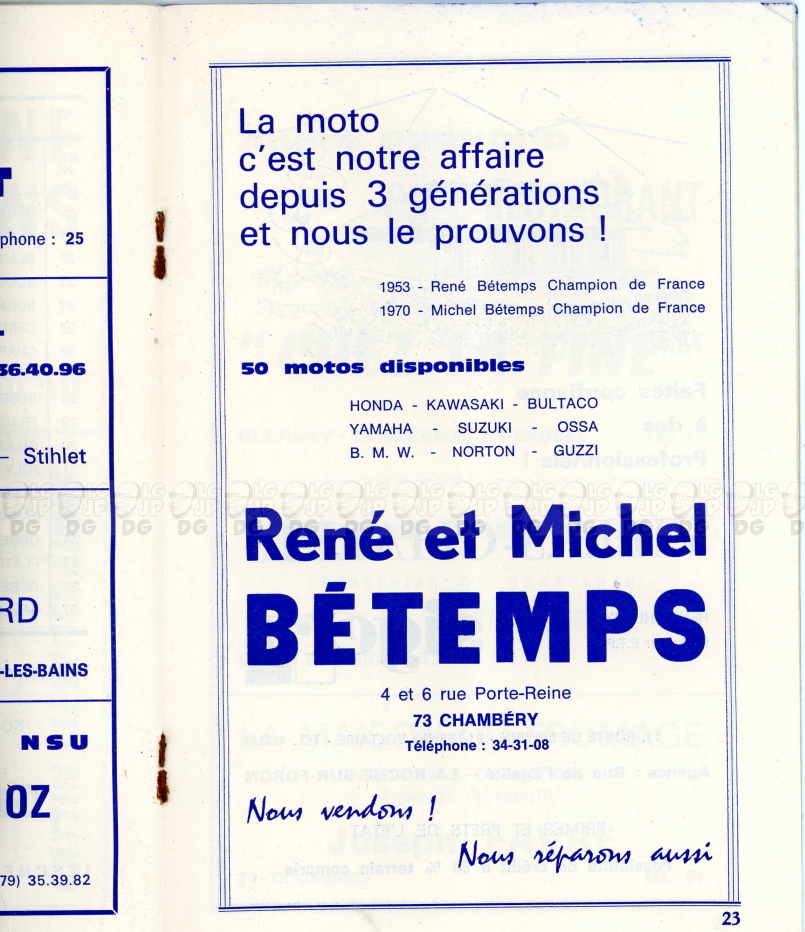 phone : 25
36.40.96
– Stihlet
RD
-LES-BAINS
NSU
OZ
79) 35.39.82
La moto
c'est notre affaire
depuis 3 générations
et nous le prouvons !
1953 - René Bétemps Champion de France
1970 - Michel Bétemps Champion de France
50 motos disponibles
HONDA - KAWASAKI - BULTACO
YAMAHA - SUZUKI - OSSA
B. M. W. - NORTON - GUZZI
René et Michel
BÉTEMPS
4 et 6 rue Porte-Reine
73 CHAMBÉRY
Téléphone : 34-31-08
Nous vendons !
Nous réparons aussi
23